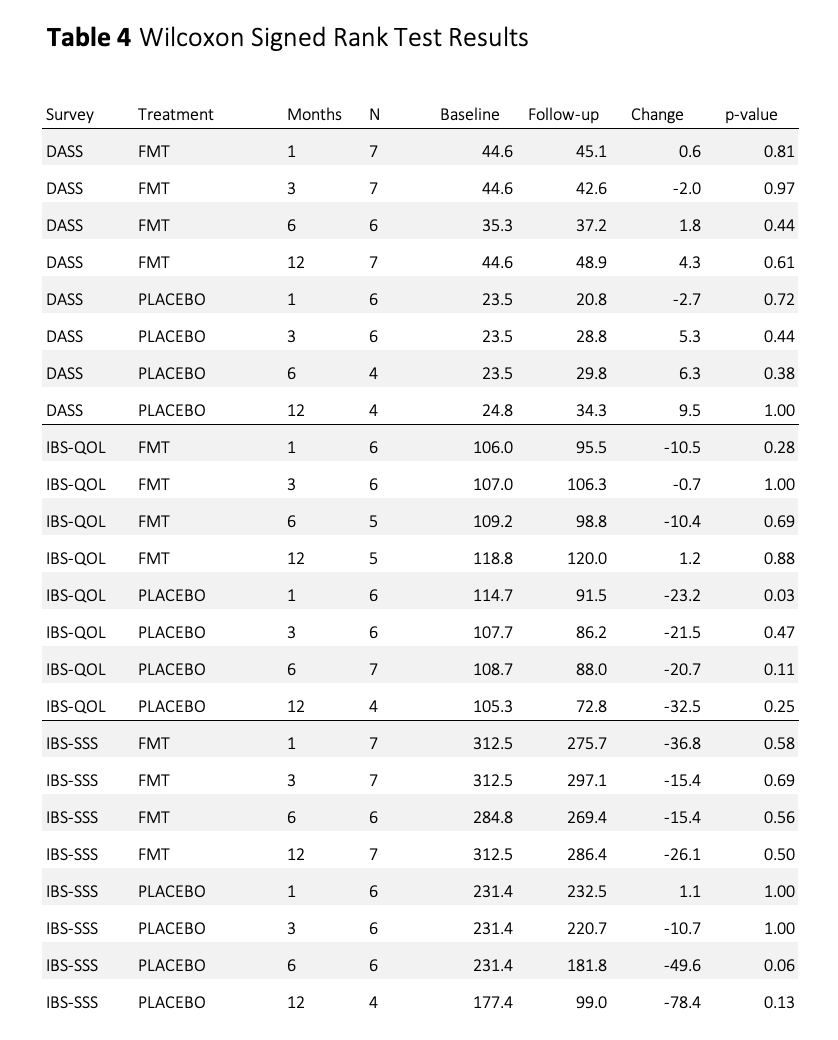 Table 4 Wilcoxon Signed Rank Test Results
Survey Treatment Months N Baseline Follow-up Change p-value
DASS FMT 1 7 44.6 45.1 0.6 0.81
DASS FMT 3 7 44.6 42.6 -2.0 0.97
DASS FMT 6 6 35.3 37.2 1.8 0.44
DASS FMT 12 7 44.6 48.9 4.3 0.61
DASS PLACEBO 1 6 23.5 20.8 -2.7 0.72
DASS PLACEBO 3 6 23.5 28.8 5.3 0.44
DASS PLACEBO 6 4 23.5 29.8 6.3 0.38
DASS PLACEBO 12 4 24.8 34.3 9.5 1.00
IBS-QOL FMT 1 6 106.0 95.5 -10.5 0.28
IBS-QOL FMT 3 6 107.0 106.3 -0.7 1.00
IBS-QOL FMT 6 5 109.2 98.8 -10.4 0.69
IBS-QOL FMT 12 5 118.8 120.0 1.2 0.88
IBS-QOL PLACEBO 1 6 114.7 91.5 -23.2 0.03
IBS-QOL PLACEBO 3 6 107.7 86.2 -21.5 0.47
IBS-QOL PLACEBO 6 7 108.7 88.0 -20.7 0.11
IBS-QOL PLACEBO 12 4 105.3 72.8 -32.5 0.25
IBS-SSS FMT 1 7 312.5 275.7 -36.8 0.58
IBS-SSS FMT 3 7 312.5 297.1 -15.4 0.69
IBS-SSS FMT 6 6 284.8 269.4 -15.4 0.56
IBS-SSS FMT 12 7 312.5 286.4 -26.1 0.50
IBS-SSS PLACEBO 1 6 231.4 232.5 1.1 1.00
IBS-SSS PLACEBO 3 6 231.4 220.7 -10.7 1.00
IBS-SSS PLACEBO 6 6 231.4 181.8 -49.6 0.06
IBS-SSS PLACEBO 12 4 177.4 99.0 -78.4 0.13